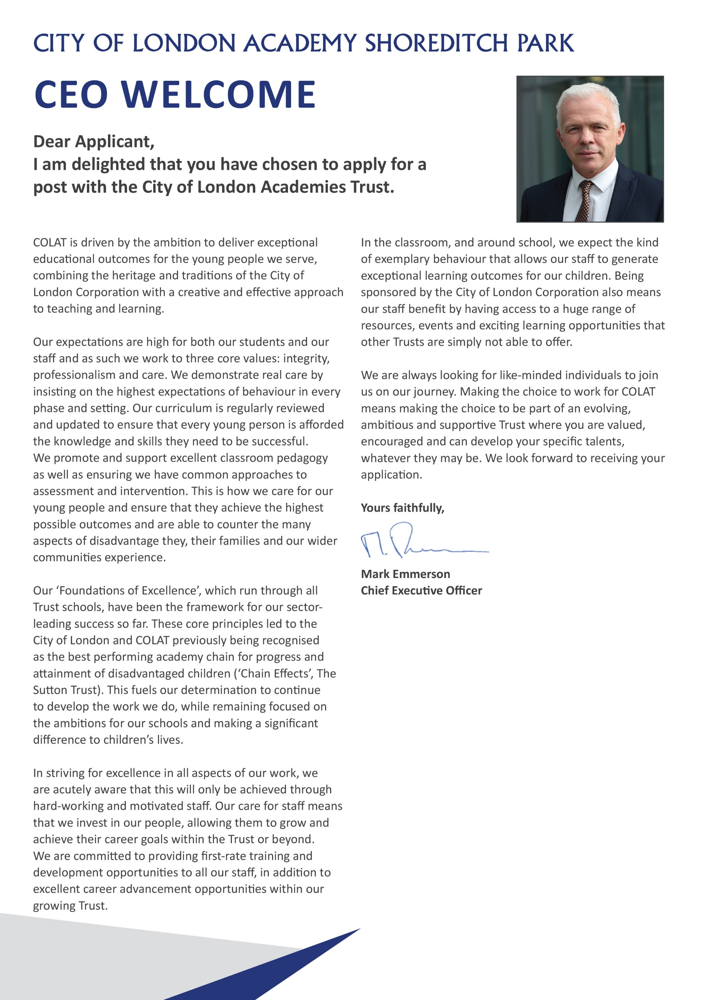 CITY OF LONDON ACADEMY SHOREDITCH PARK
CEO WELCOME
Dear Applicant,
I am delighted that you have chosen to apply for a
post with the City of London Academies Trust.
COLAT is driven by the ambition to deliver exceptional
educational outcomes for the young people we serve,
combining the heritage and traditions of the City of
London Corporation with a creative and effective approach
to teaching and learning.
Our expectations are high for both our students and our
staff and as such we work to three core values: integrity,
professionalism and care. We demonstrate real care by
insisting on the highest expectations of behaviour in every
phase and setting. Our curriculum is regularly reviewed
and updated to ensure that every young person is afforded
the knowledge and skills they need to be successful.
We promote and support excellent classroom pedagogy
as well as ensuring we have common approaches to
assessment and intervention. This is how we care for our
young people and ensure that they achieve the highest
possible outcomes and are able to counter the many
aspects of disadvantage they, their families and our wider
communities experience.
Our ‘Foundations of Excellence’, which run through all
Trust schools, have been the framework for our sector-
leading success so far. These core principles led to the
City of London and COLAT previously being recognised
as the best performing academy chain for progress and
attainment of disadvantaged children (‘Chain Effects’, The
Sutton Trust). This fuels our determination to continue
to develop the work we do, while remaining focused on
the ambitions for our schools and making a significant
difference to children’s lives.
In striving for excellence in all aspects of our work, we
are acutely aware that this will only be achieved through
hard-working and motivated staff. Our care for staff means
that we invest in our people, allowing them to grow and
achieve their career goals within the Trust or beyond.
We are committed to providing first-rate training and
development opportunities to all our staff, in addition to
excellent career advancement opportunities within our
growing Trust.
In the classroom, and around school, we expect the kind
of exemplary behaviour that allows our staff to generate
exceptional learning outcomes for our children. Being
sponsored by the City of London Corporation also means
our staff benefit by having access to a huge range of
resources, events and exciting learning opportunities that
other Trusts are simply not able to offer.
We are always looking for like-minded individuals to join
us on our journey. Making the choice to work for COLAT
means making the choice to be part of an evolving,
ambitious and supportive Trust where you are valued,
encouraged and can develop your specific talents,
whatever they may be. We look forward to receiving your
application.
Yours faithfully,
Mark Emmerson
Chief Executive Officer